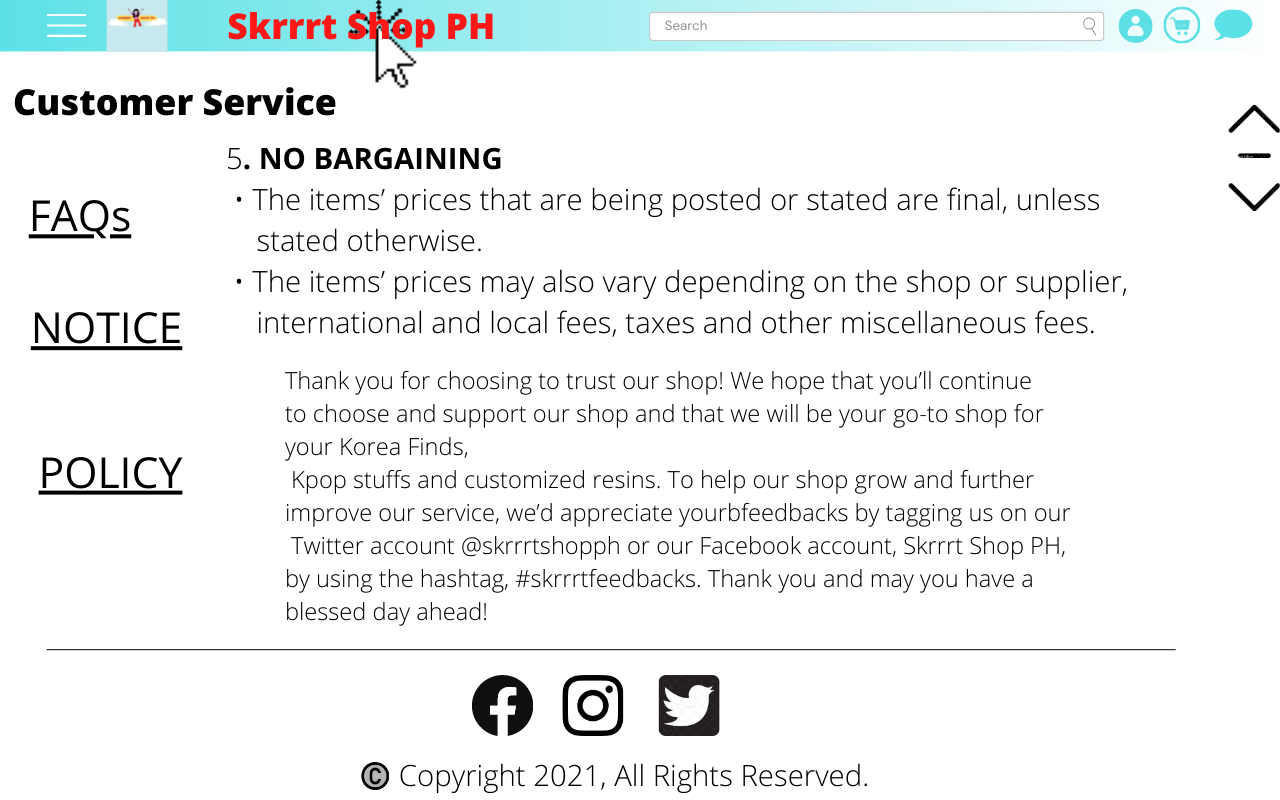 Skrrrt Shop PH
Search
Customer Service
5. NO BARGAINING
• The items’ prices that are being posted or stated are final, unless
stated otherwise.
• The items’ prices may also vary depending on the shop or supplier,
international and local fees, taxes and other miscellaneous fees.
FAQs
NOTICE
POLICY
Thank you for choosing to trust our shop! We hope that you’ll continue
to choose and support our shop and that we will be your go-to shop for
your Korea Finds,
Kpop stuffs and customized resins. To help our shop grow and further
improve our service, we’d appreciate yourbfeedbacks by tagging us on our
Twitter account @skrrrtshopph or our Facebook account, Skrrrt Shop PH,
by using the hashtag, #skrrrtfeedbacks. Thank you and may you have a
blessed day ahead!
© Copyright 2021, All Rights Reserved.